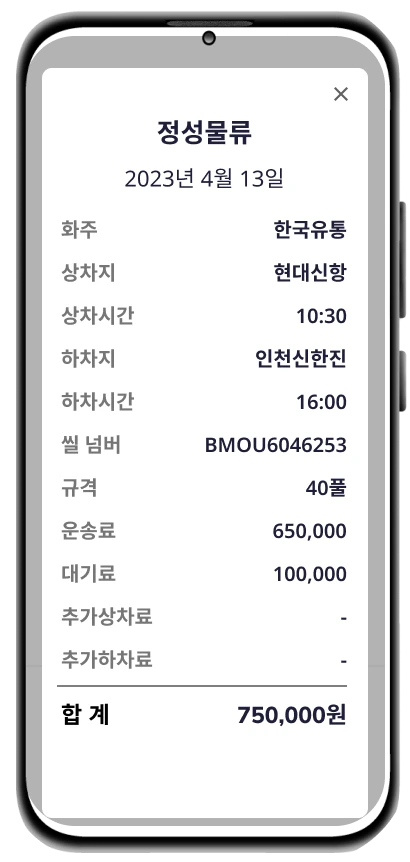 ×
정성물류
2023년 4월 13일
화주 한국유통
상차지 현대신항
상차시간 10:30
하차지 인천신한진
하차시간 16:00
씰 넘버 BMOU6046253
규격 40풀
운송료 650,000
대기료 100,000
추가상차료 -
추가하차료 -
합 계 750,000원